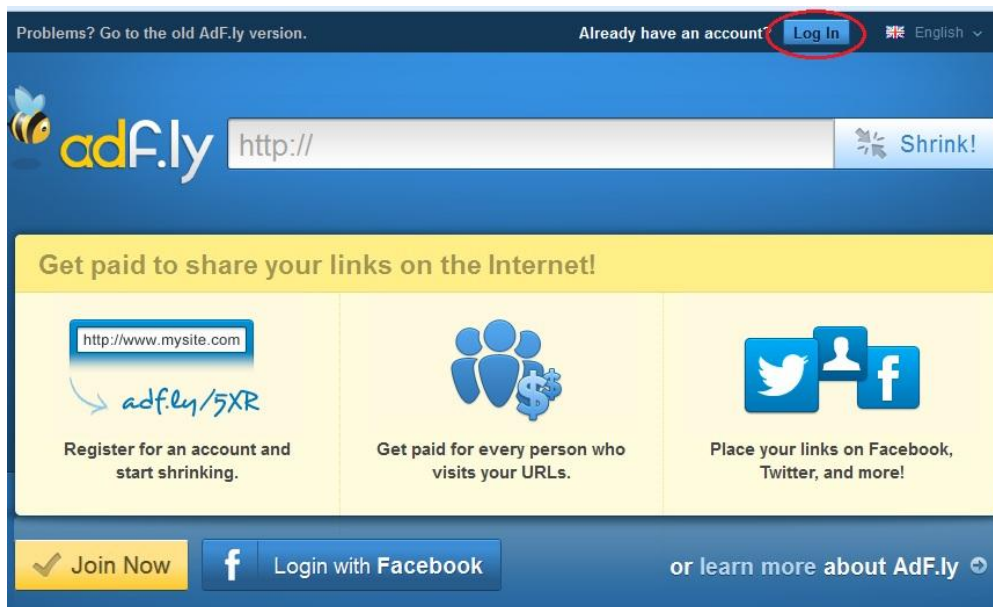 Problems? Go to the old AdF.ly version.
Already have an account? Log In
English
adf.ly
http://
Shrink!
Get paid to share your links on the Internet!
http://www.mysite.com
adf.ly/5XR
Register for an account and
start shrinking.
Get paid for every person who
visits your URLs.
Place your links on Facebook,
Twitter, and more!
Join Now
f Login with Facebook
or learn more about AdF.ly